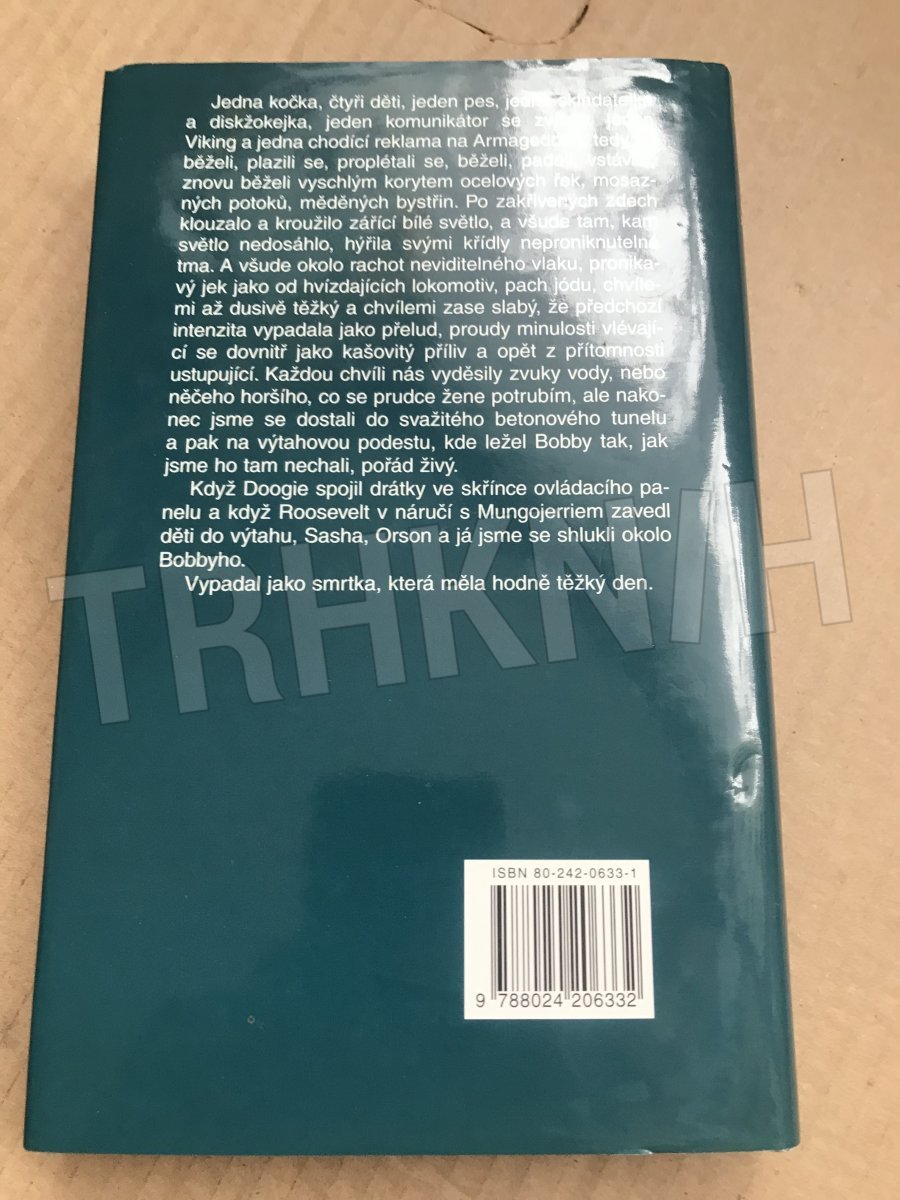 Jedna kočka, čtyři děti, jeden pes, jedna skladatelka
a diskžokejka, jeden komunikátor se zvířaty, jeden
Viking a jedna chodící reklama na Armagedon, tedy já,
běželi, plazili se, proplétali se, běželi, padali, vstávali,
znovu běželi vyschlým korytem ocelových řek, mosaz-
ných potoků, měděných bystřin. Po zakřivených zdech
klouzalo a kroužilo zářící bílé světlo, a všude tam, kam
světlo nedosáhlo, hýřila svými křídly neproniknutelná
tma. A všude okolo rachot neviditelného vlaku, pronika-
vý jek jako od hvízdajících lokomotiv, pach jódu, chvíle-
mi až dusivě těžký a chvílemi zase slabý, že předchozí
intenzita vypadala jako přelud, proudy minulosti vlévají-
cí se dovnitř jako kašovitý příliv a opět z přítomnosti
ustupující. Každou chvíli nás vyděsily zvuky vody, nebo
něčeho horšího, co se prudce žene potrubím, ale nako-
nec jsme se dostali do svažitého betonového tunelu
a pak na výtahovou podestu, kde ležel Bobby tak, jak
jsme ho tam nechali, pořád živý.
Když Doogie spojil drátky ve skřínce ovládacího pa-
nelu a když Roosevelt v náručí s Mungojerriem zavedl
děti do výtahu, Sasha, Orson a já jsme se shlukli okolo
Bobbyho.
Vypadal jako smrtka, která měla hodně těžký den.
TRHKNIH
ISBN 80-242-0633-1
9 788024 206332